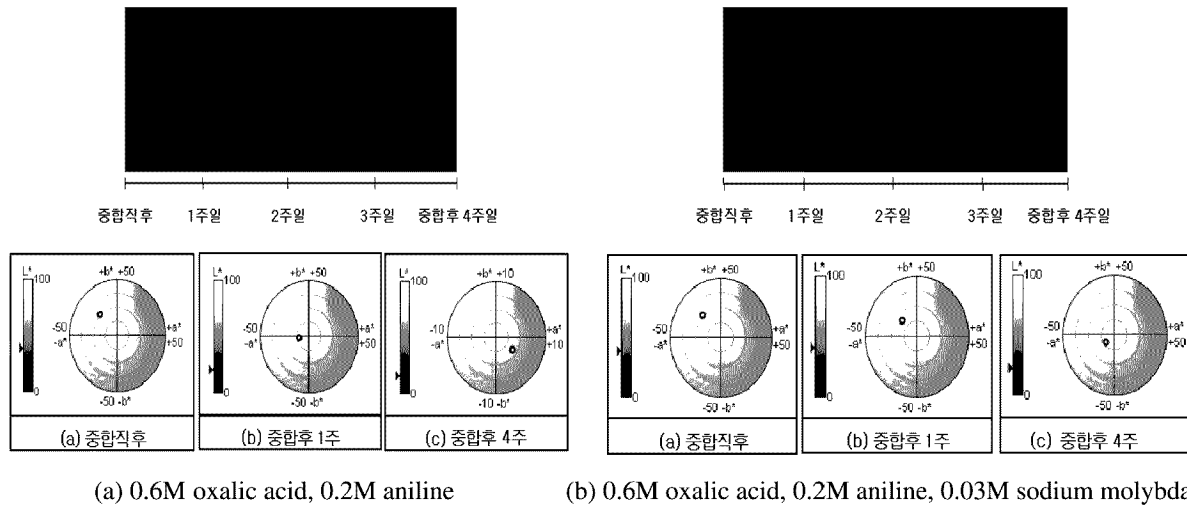 중합직후 1주일 2주일 3주일 중합후 4주일
중합직후 1주일 2주일 3주일 중합후 4주일
L* 100 +b* +50 -50 -a* +a* +50 0 -50 -b*
(a) 중합직후
L* 100 +b* +50 -50 -a* +a* +50 0 -50 -b*
(b) 중합후 1주
L* 100 +b* +10 -10 -a* +a* +10 0 -10 -b*
(c) 중합후 4주
L* 100 +b* +50 -50 -a* +a* +50 0 -50 -b*
(a) 중합직후
L* 100 +b* +50 -50 -a* +a* +50 0 -50 -b*
(b) 중합후 1주
L* 100 +b* +50 -a* +a* +50 0 -50 -b*
(c) 중합후 4주
(a) 0.6M oxalic acid, 0.2M aniline
(b) 0.6M oxalic acid, 0.2M aniline, 0.03M sodium molybda